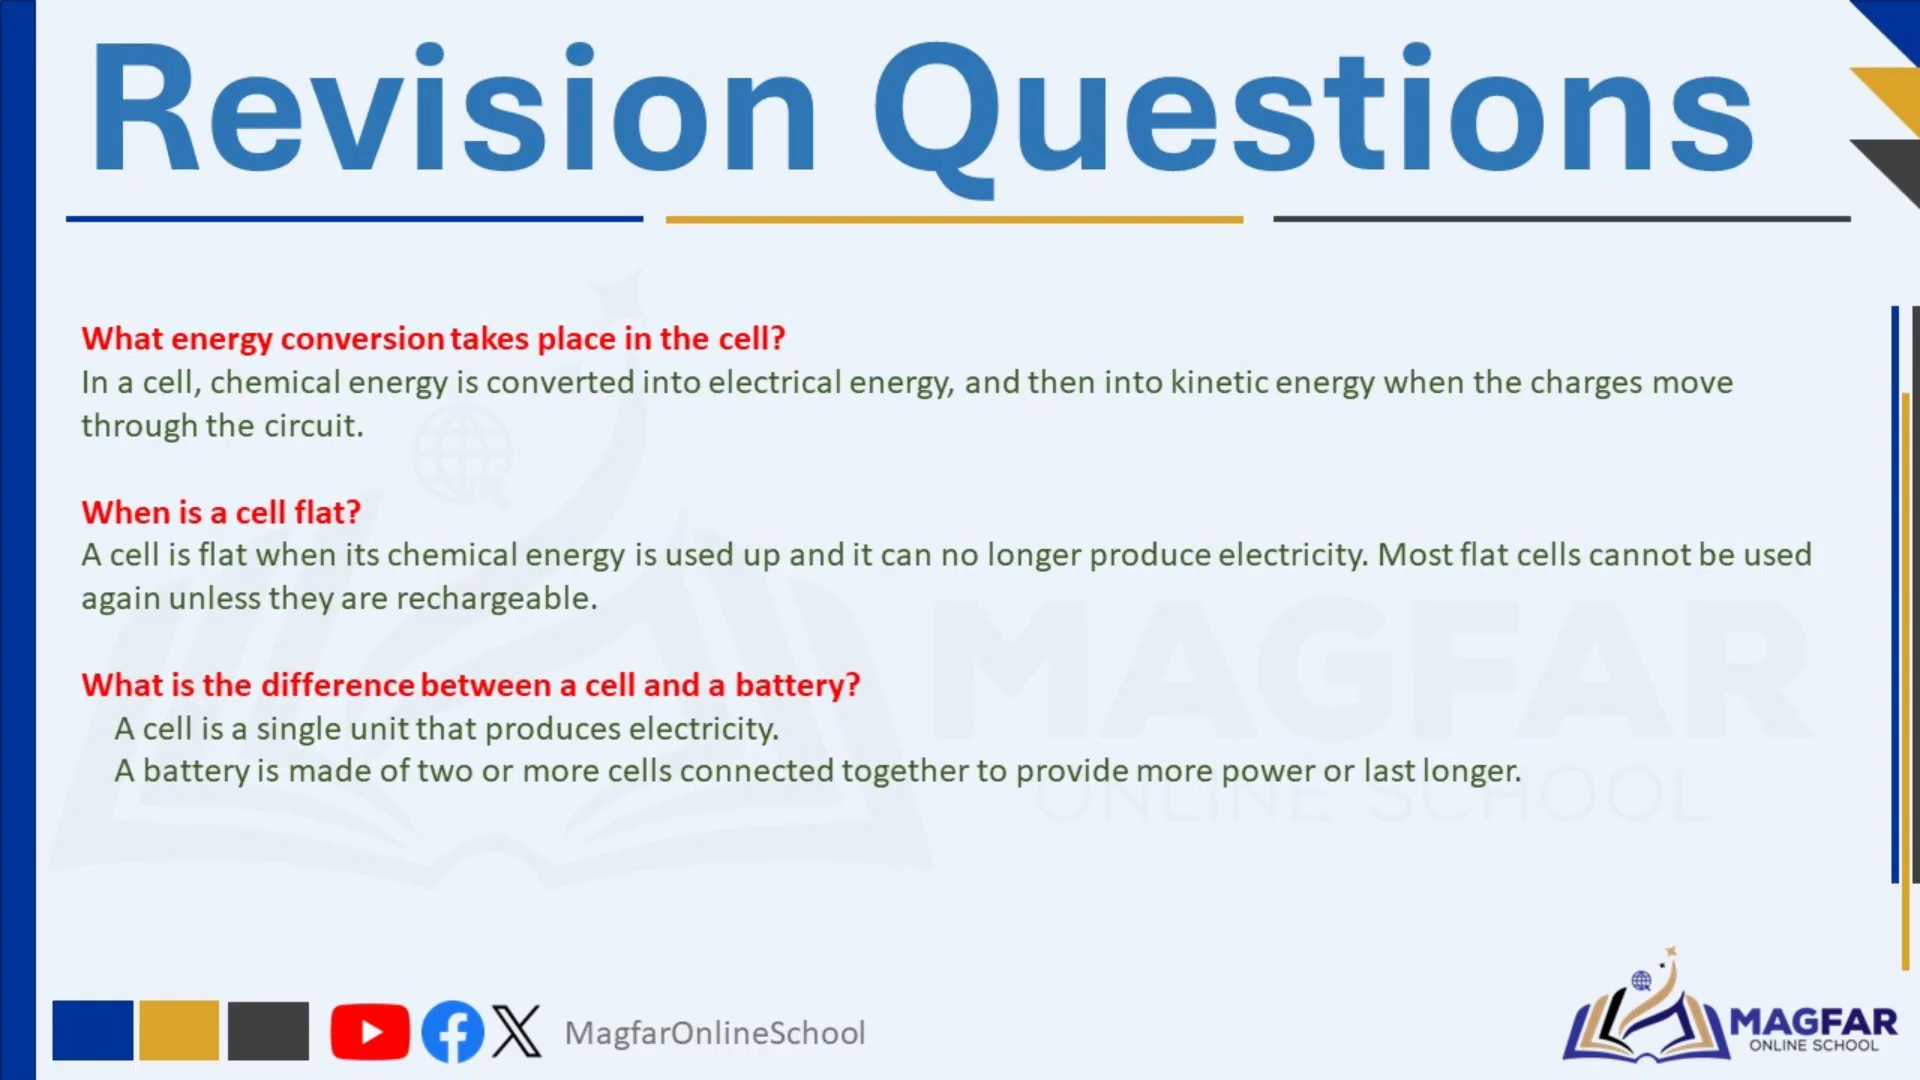 Revision Questions
What energy conversion takes place in the cell?
In a cell, chemical energy is converted into electrical energy, and then into kinetic energy when the charges move
through the circuit.
When is a cell flat?
A cell is flat when its chemical energy is used up and it can no longer produce electricity. Most flat cells cannot be used
again unless they are rechargeable.
What is the difference between a cell and a battery?
A cell is a single unit that produces electricity.
A battery is made of two or more cells connected together to provide more power or last longer.
MAGFAR
ONLINE SCHOOL
MagfarOnlineSchool
MAGFAR
ONLINE SCHOOL